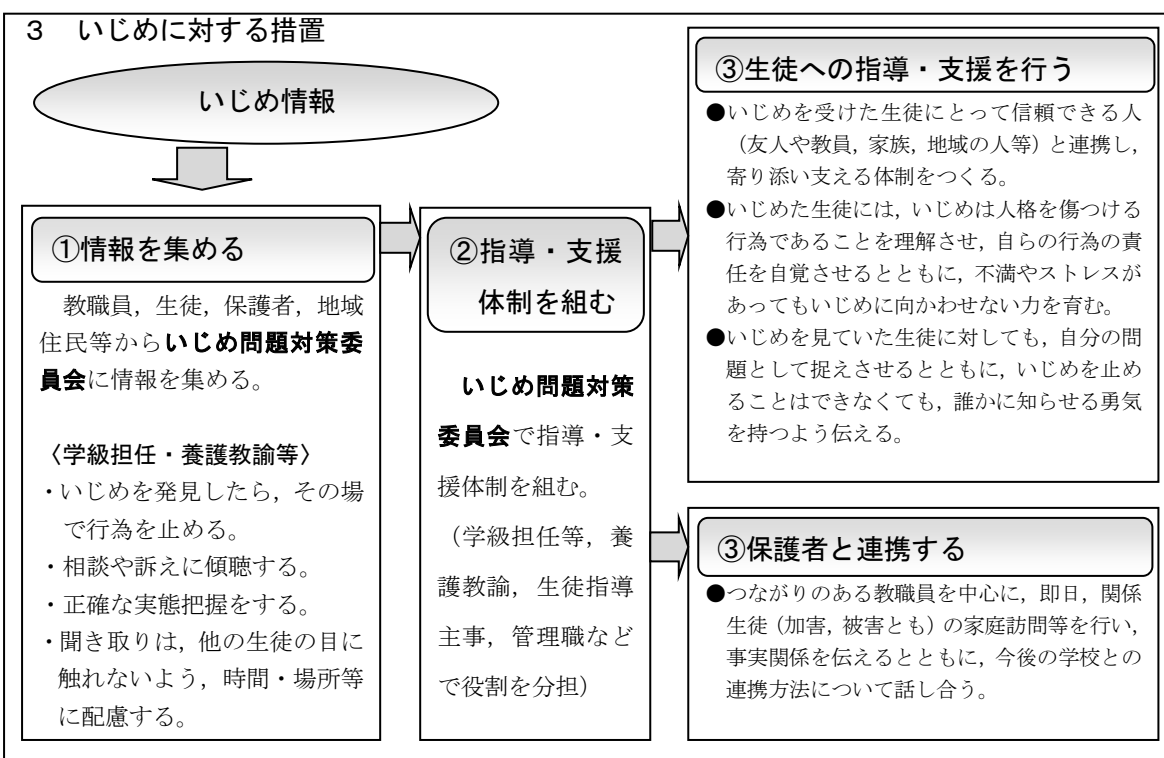 ３　いじめに対する措置
いじめ情報
①情報を集める
教職員，生徒，保護者，地域
住民等からいじめ問題対策委
員会に情報を集める。
〈学級担任・養護教諭等〉
・いじめを発見したら，その場
で行為を止める。
・相談や訴えに傾聴する。
・正確な実態把握をする。
・聞き取りは，他の生徒の目に
触れないよう，時間・場所等
に配慮する。
②指導・支援
体制を組む
いじめ問題対策
委員会で指導・支
援体制を組む。
（学級担任等，養
護教諭，生徒指導
主事，管理職など
で役割を分担）
③生徒への指導・支援を行う
●いじめを受けた生徒にとって信頼できる人
（友人や教員，家族，地域の人等）と連携し，
寄り添い支える体制をつくる。
●いじめた生徒には，いじめは人格を傷つける
行為であることを理解させ，自らの行為の責
任を自覚させるとともに，不満やストレスが
あってもいじめに向かわせない力を育む。
●いじめを見ていた生徒に対しても，自分の問
題として捉えさせるとともに，いじめを止め
ることはできなくても，誰かに知らせる勇気
を持つよう伝える。
③保護者と連携する
●つながりのある教職員を中心に，即日，関係
生徒（加害，被害とも）の家庭訪問等を行い，
事実関係を伝えるとともに，今後の学校との
連携方法について話し合う。